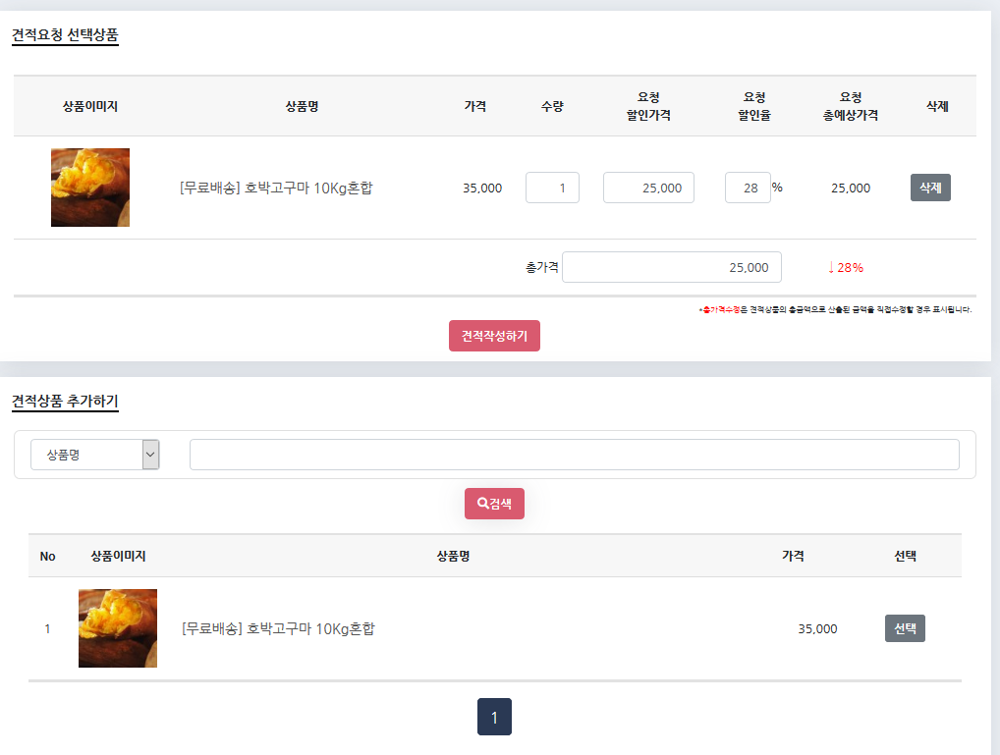 견적요청 선택상품
상품이미지 상품명 가격 수량 요청 할인가격 요청 할인율 요청 총예상가격 삭제
[무료배송] 호박고구마 10Kg혼합 35,000 1 25,000 28 % 25,000 삭제
총가격 25,000 ↓28%
*총가격수정은 견적상품의 총금액으로 산출된 금액을 직접수정할 경우 표시됩니다.
견적작성하기
견적상품 추가하기
상품명
검색
No 상품이미지 상품명 가격 선택
1 [무료배송] 호박고구마 10Kg혼합 35,000 선택
1